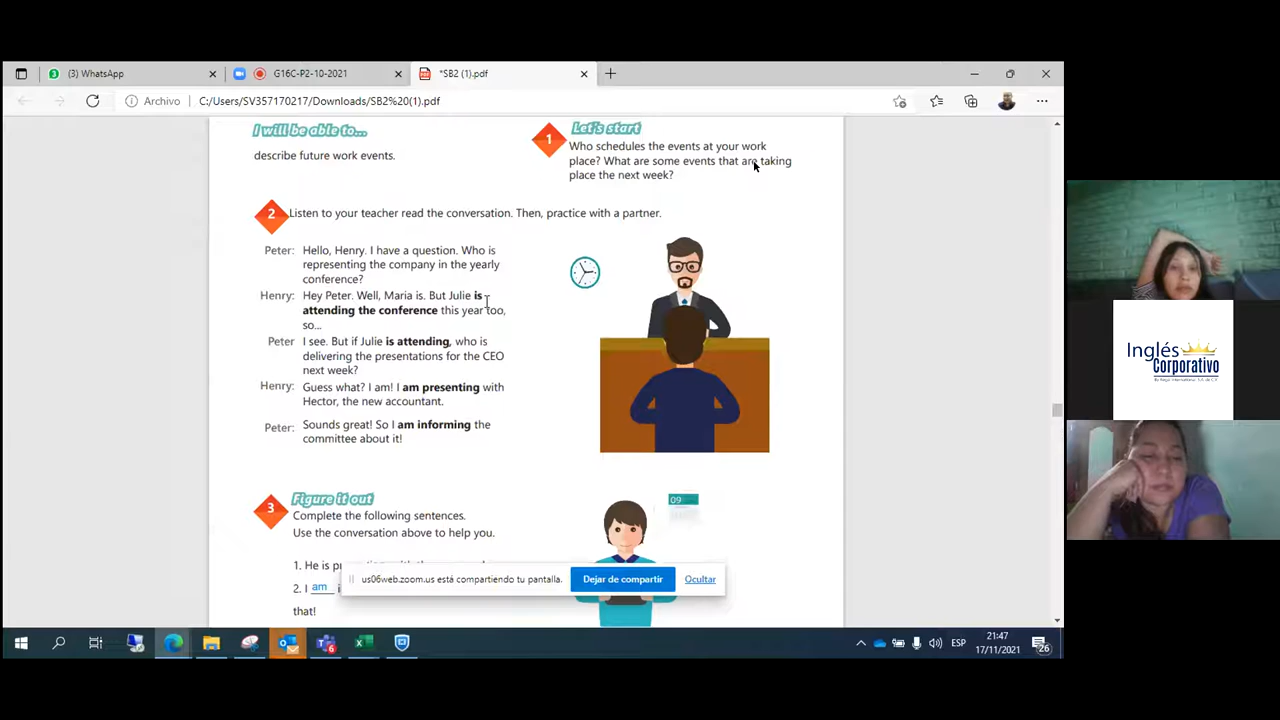 (3) WhatsApp
G16C-P2-10-2021
*SB2 (1).pdf
Archivo
C:/Users/SV357170217/Downloads/SB2%20(1).pdf
I will be able to...
describe future work events.
1
Let's start
Who schedules the events at your work
place? What are some events that are taking
place the next week?
2
Listen to your teacher read the conversation. Then, practice with a partner.
Peter: Hello, Henry. I have a question. Who is
representing the company in the yearly
conference?
Henry: Hey Peter. Well, Maria is. But Julie is
attending the conference this year too,
so...
Peter I see. But if Julie is attending, who is
delivering the presentations for the CEO
next week?
Henry: Guess what? I am! I am presenting with
Hector, the new accountant.
Peter: Sounds great! So I am informing the
committee about it!
3
Figure it out
Complete the following sentences.
Use the conversation above to help you.
09
1. He is
2. I am
that!
us06web.zoom.us está compartiendo tu pantalla.
Dejar de compartir
Ocultar
Inglés
Corporativo
ESP
21:47
17/11/2021
26